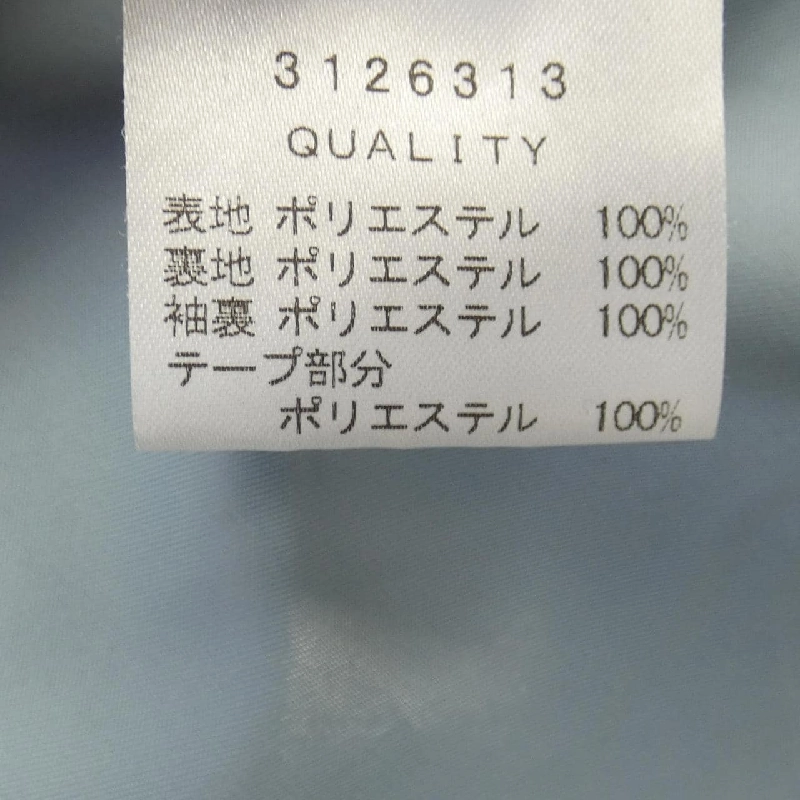 3126313
QUALITY
表地 ポリエステル 100%
裏地 ポリエステル 100%
袖裏 ポリエステル 100%
テープ部分
ポリエステル 100%